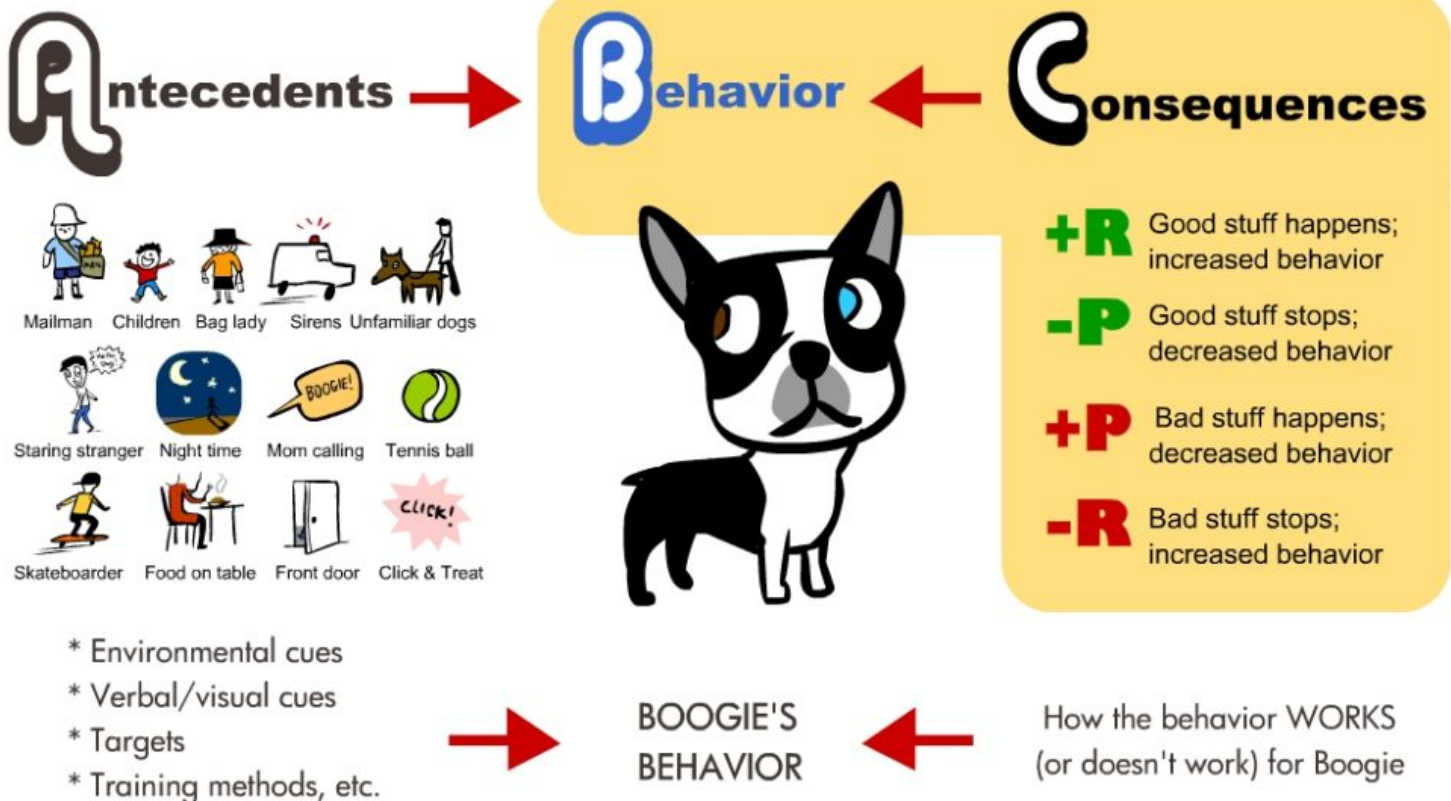 Antecedents
Behavior
Consequences
Mailman Children Bag lady Sirens Unfamiliar dogs
Staring stranger Night time Mom calling Tennis ball
BOOGIE!
Skateboarder Food on table Front door Click & Treat
CLICK!
+R Good stuff happens;
increased behavior
-P Good stuff stops;
decreased behavior
+P Bad stuff happens;
decreased behavior
-R Bad stuff stops;
increased behavior
* Environmental cues
* Verbal/visual cues
* Targets
* Training methods, etc.
BOOGIE'S
BEHAVIOR
How the behavior WORKS
(or doesn't work) for Boogie